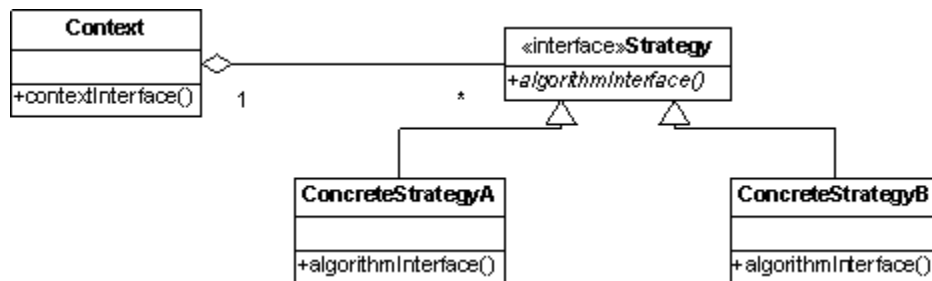 Context
+contextInterface()
1
*
«interface»Strategy
+algorithmInterface()
ConcreteStrategyA
+algorithmInterface()
ConcreteStrategyB
+algorithmInterface()